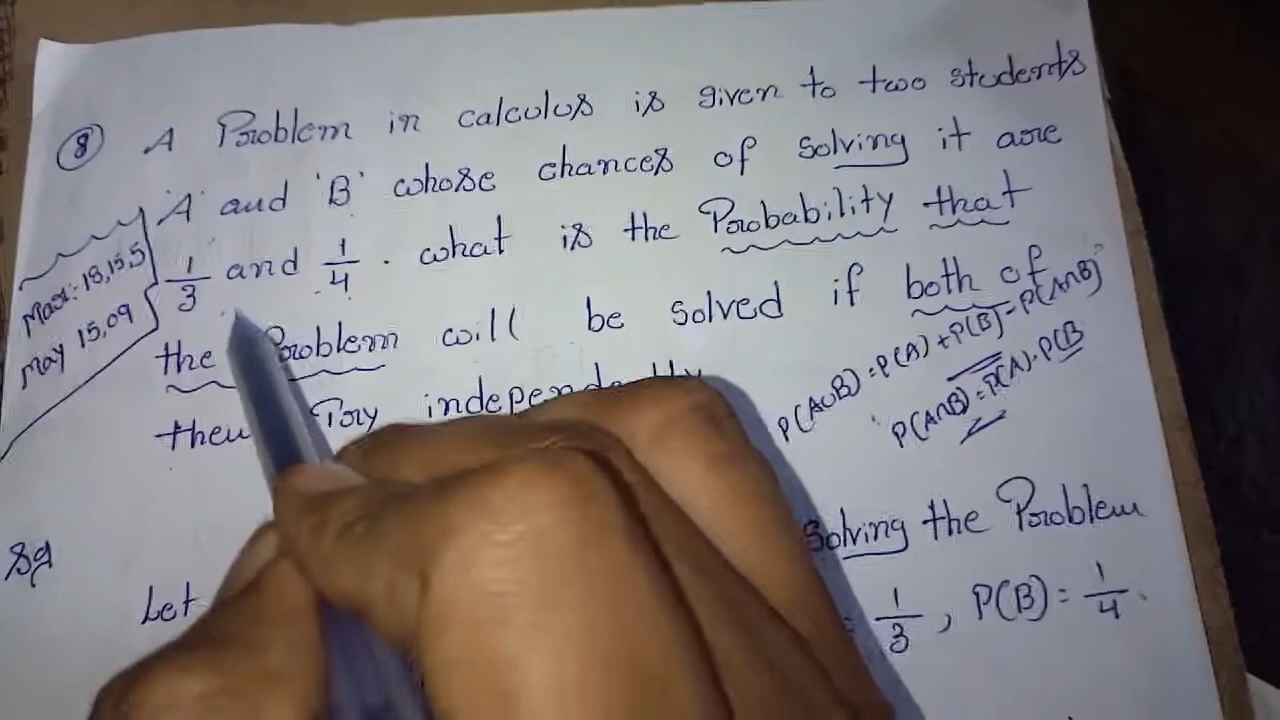 ⑧ A Problem in calculus is given to two students
'A' and 'B' whose chances of solving it are
1/3 and 1/4. what is the Probability that
the Problem will be solved if both of
them Try independently
Mar:- 18,15,5
May 15,09
P(A∪B) = P(A) + P(B) - P(A∩B)
P(A∩B) = P(A).P(B
Let
Solving the Problem
= 1/3, P(B) = 1/4.